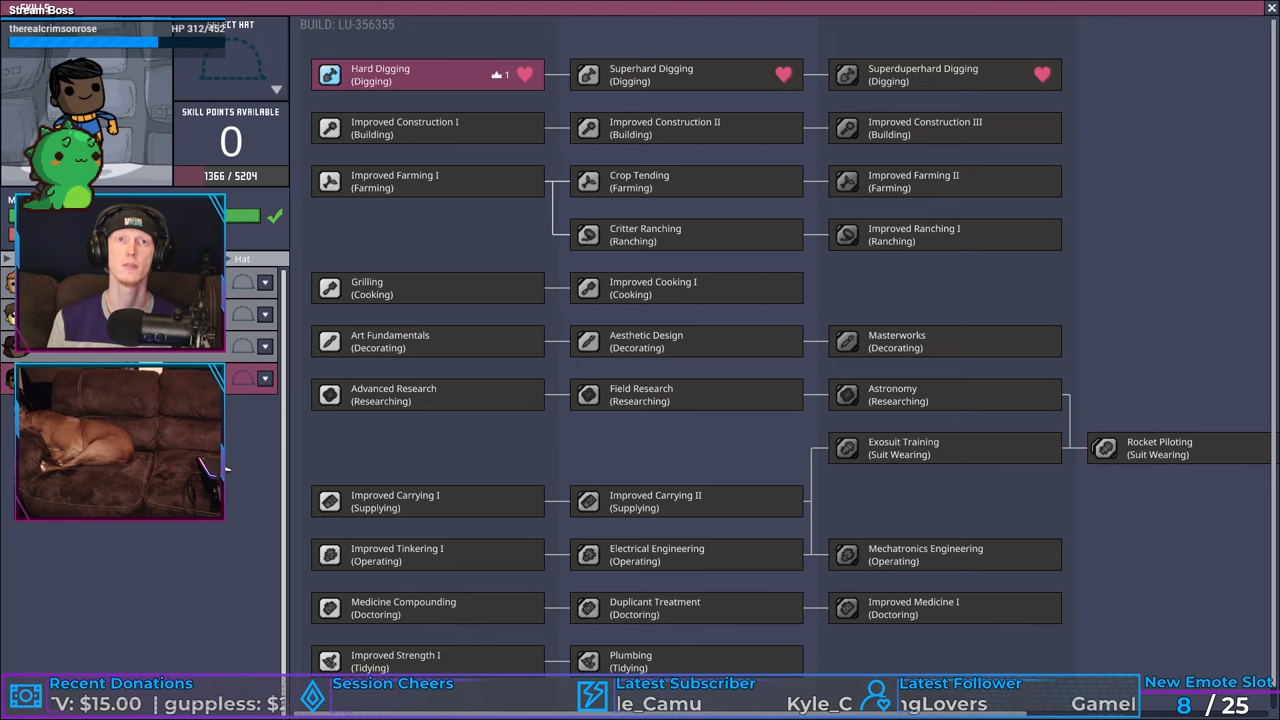 SKILLS
Stream Boss
therealcrimsonrose
HP 312/452
SELECT HAT
SKILL POINTS AVAILABLE
0
1366 / 5204
Hat
BUILD: LU-356355
Hard Digging
(Digging)
1
Superhard Digging
(Digging)
Superduperhard Digging
(Digging)
Improved Construction I
(Building)
Improved Construction II
(Building)
Improved Construction III
(Building)
Improved Farming I
(Farming)
Crop Tending
(Farming)
Improved Farming II
(Farming)
Critter Ranching
(Ranching)
Improved Ranching I
(Ranching)
Grilling
(Cooking)
Improved Cooking I
(Cooking)
Art Fundamentals
(Decorating)
Aesthetic Design
(Decorating)
Masterworks
(Decorating)
Advanced Research
(Researching)
Field Research
(Researching)
Astronomy
(Researching)
Exosuit Training
(Suit Wearing)
Rocket Piloting
(Suit Wearing)
Improved Carrying I
(Supplying)
Improved Carrying II
(Supplying)
Improved Tinkering I
(Operating)
Electrical Engineering
(Operating)
Mechatronics Engineering
(Operating)
Medicine Compounding
(Doctoring)
Duplicant Treatment
(Doctoring)
Improved Medicine I
(Doctoring)
Improved Strength I
(Tidying)
Plumbing
(Tidying)
Recent Donations
V: $15.00 | guppless: $2
Session Cheers
Latest Subscriber
le_Camu Kyle_C
Latest Follower
ngLovers Gamel
New Emote Slot
8 / 25